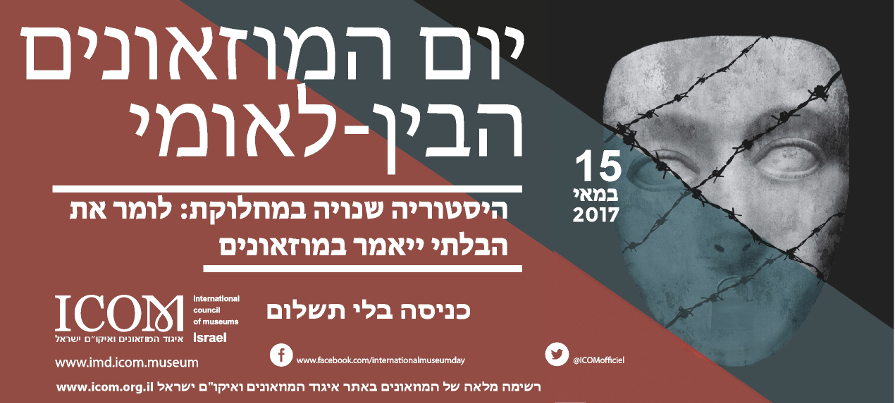 יום המוזאונים
הבין-לאומי
היסטוריה שנויה במחלוקת: לומר את
הבלתי ייאמר במוזאונים
15
במאי
2017
כניסה בלי תשלום
ICOM
international
council
of museums
Israel
איגוד המוזאונים ואיקו"ם ישראל
www.imd.icom.museum
f www.facebook.com/internationalmuseumday
@ICOMofficiel
רשימה מלאה של המוזאונים באתר איגוד המוזאונים ואיקו"ם ישראל www.icom.org.il